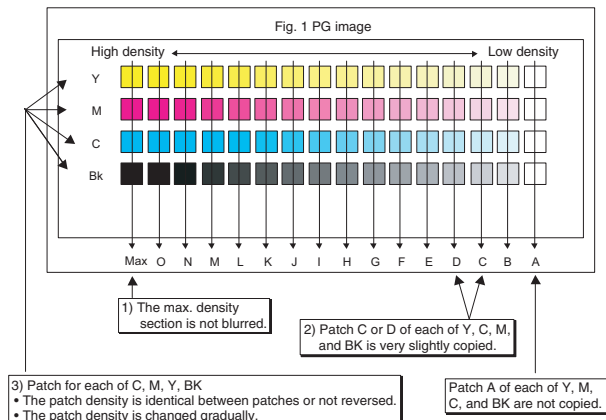 Fig. 1 PG image
High density
Low density
Y
M
C
Bk
Max O N M L K J I H G F E D C B A
1) The max. density
section is not blurred.
2) Patch C or D of each of Y, C, M,
and BK is very slightly copied.
3) Patch for each of C, M, Y, BK
• The patch density is identical between patches or not reversed.
• The patch density is changed gradually.
Patch A of each of Y, M,
C, and BK are not copied.